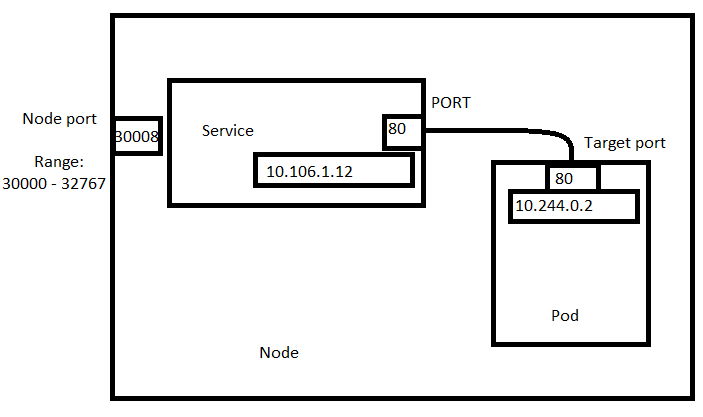 Node port
30008
Range:
30000 - 32767
Service
80
PORT
10.106.1.12
Target port
80
10.244.0.2
Pod
Node